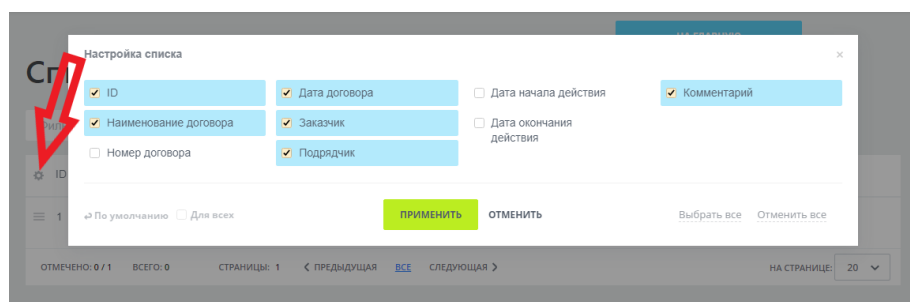 НА ГЛАВНУЮ
Настройка списка ×
ID Дата договора Дата начала действия Комментарий
Наименование договора Заказчик Дата окончания
действия
Номер договора Подрядчик
ID
1
По умолчанию Для всех ПРИМЕНИТЬ ОТМЕНИТЬ Выбрать все Отменить все
ОТМЕЧЕНО: 0 / 1 ВСЕГО: 0 СТРАНИЦЫ: 1 ПРЕДЫДУЩАЯ ВСЕ СЛЕДУЮЩАЯ НА СТРАНИЦЕ: 20